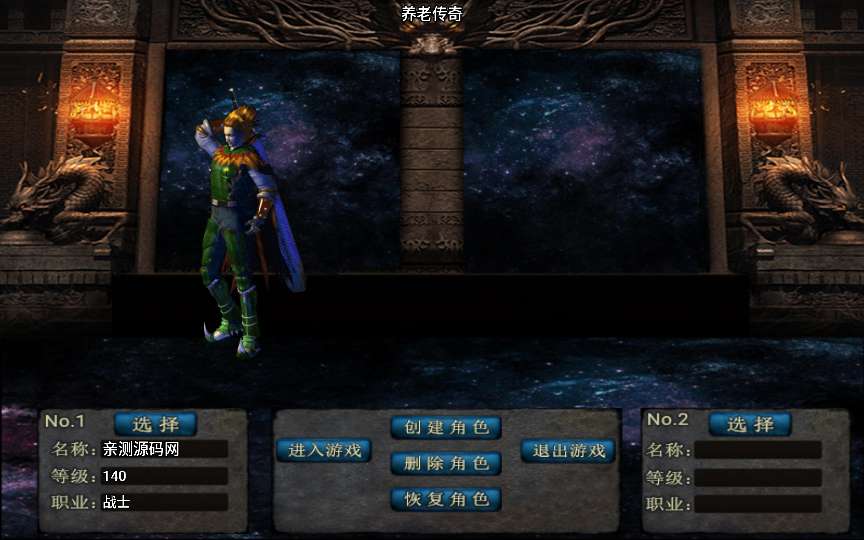 养老传奇
No.1 选择
名称：亲测源码网
等级：140
职业：战士
创建角色
进入游戏
退出游戏
删除角色
恢复角色
No.2 选择
名称：
等级：
职业：